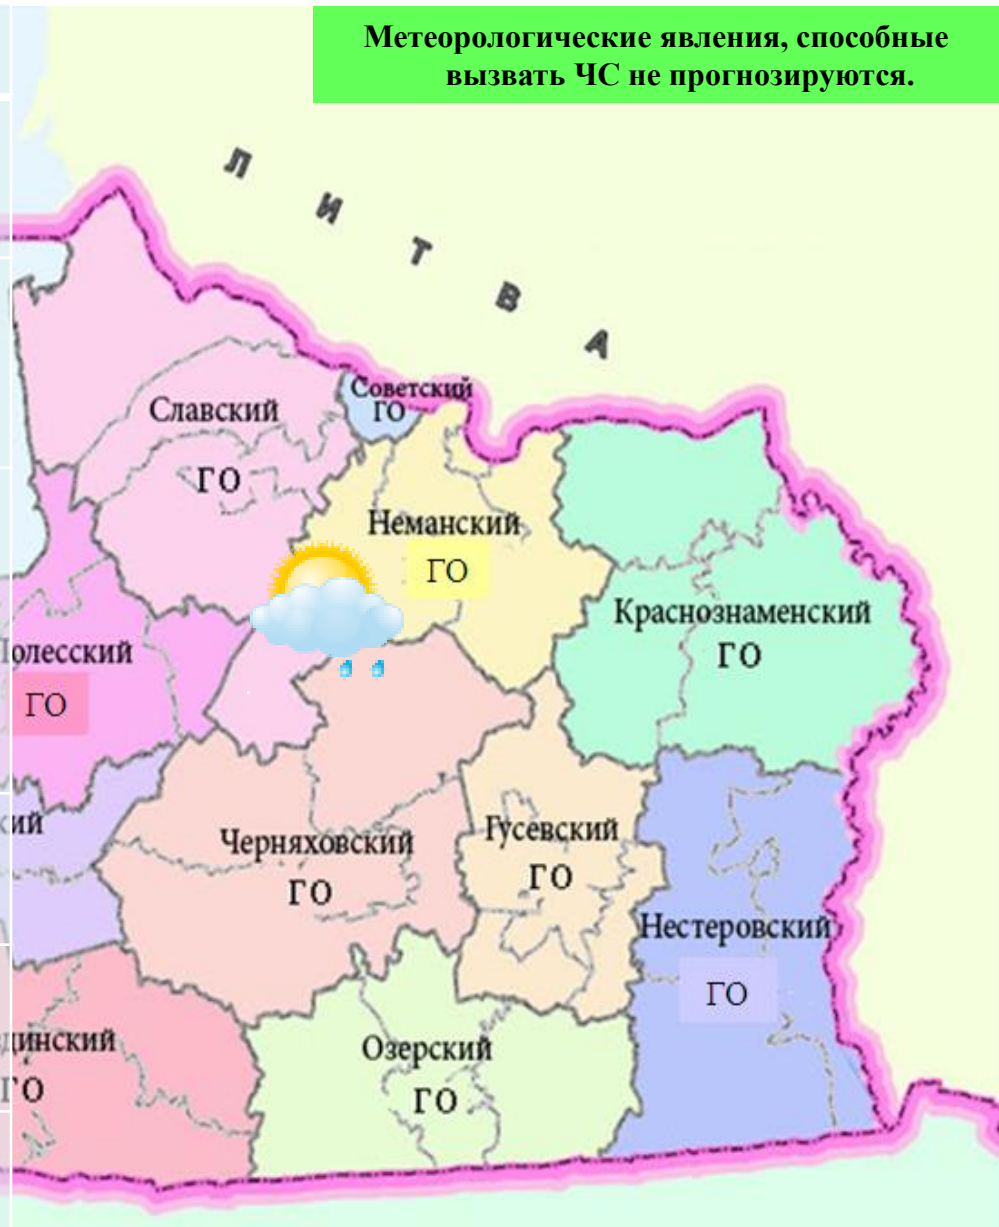 Метеорологические явления, способные
вызвать ЧС не прогнозируются.
ЛИТВА
Советский
ГО
Славский
ГО
Неманский
ГО
Краснознаменский
ГО
олесский
ГО
кий
Черняховский
ГО
Гусевский
ГО
Нестеровский
ГО
динский
ГО
Озерский
ГО